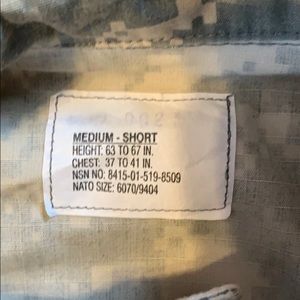 MEDIUM - SHORT
HEIGHT: 63 TO 67 IN.
CHEST: 37 TO 41 IN.
NSN NO: 8415-01-519-8509
NATO SIZE: 6070/9404